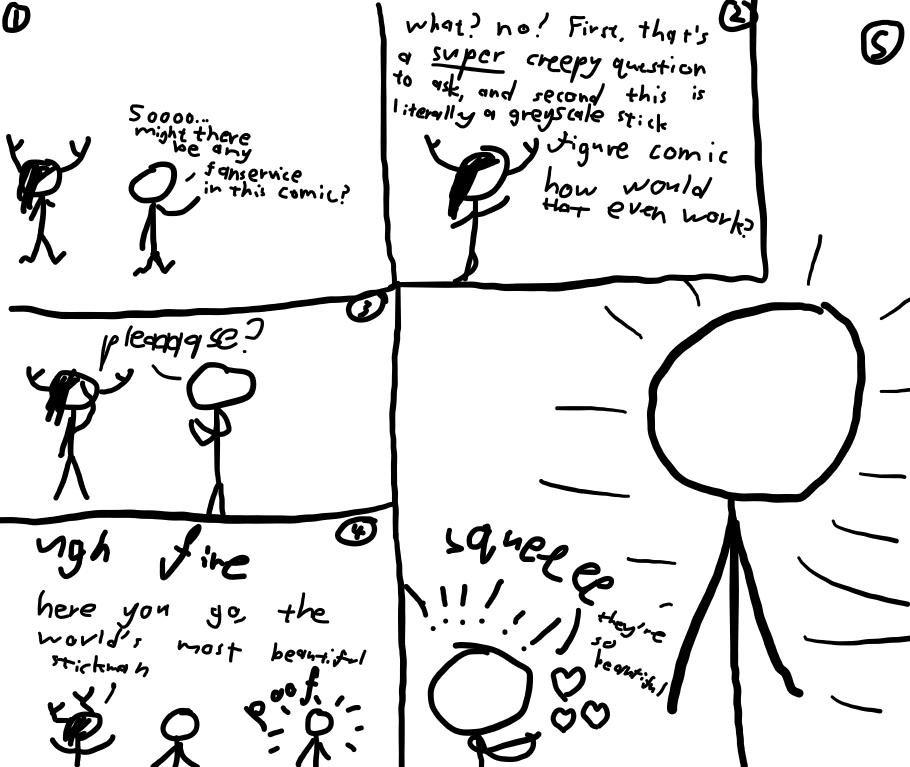 1
Soooo...
might there
be any
fanservice
in this comic?
2
what? no! First, that's
a super creepy question
to ask, and second this is
literally a greyscale stick
figure comic
how would
that even work?
3
pleaaase?
4
ugh fine
here you go, the
world's most beautiful
stickman
poof
5
squeeeee
they're
so
beautiful